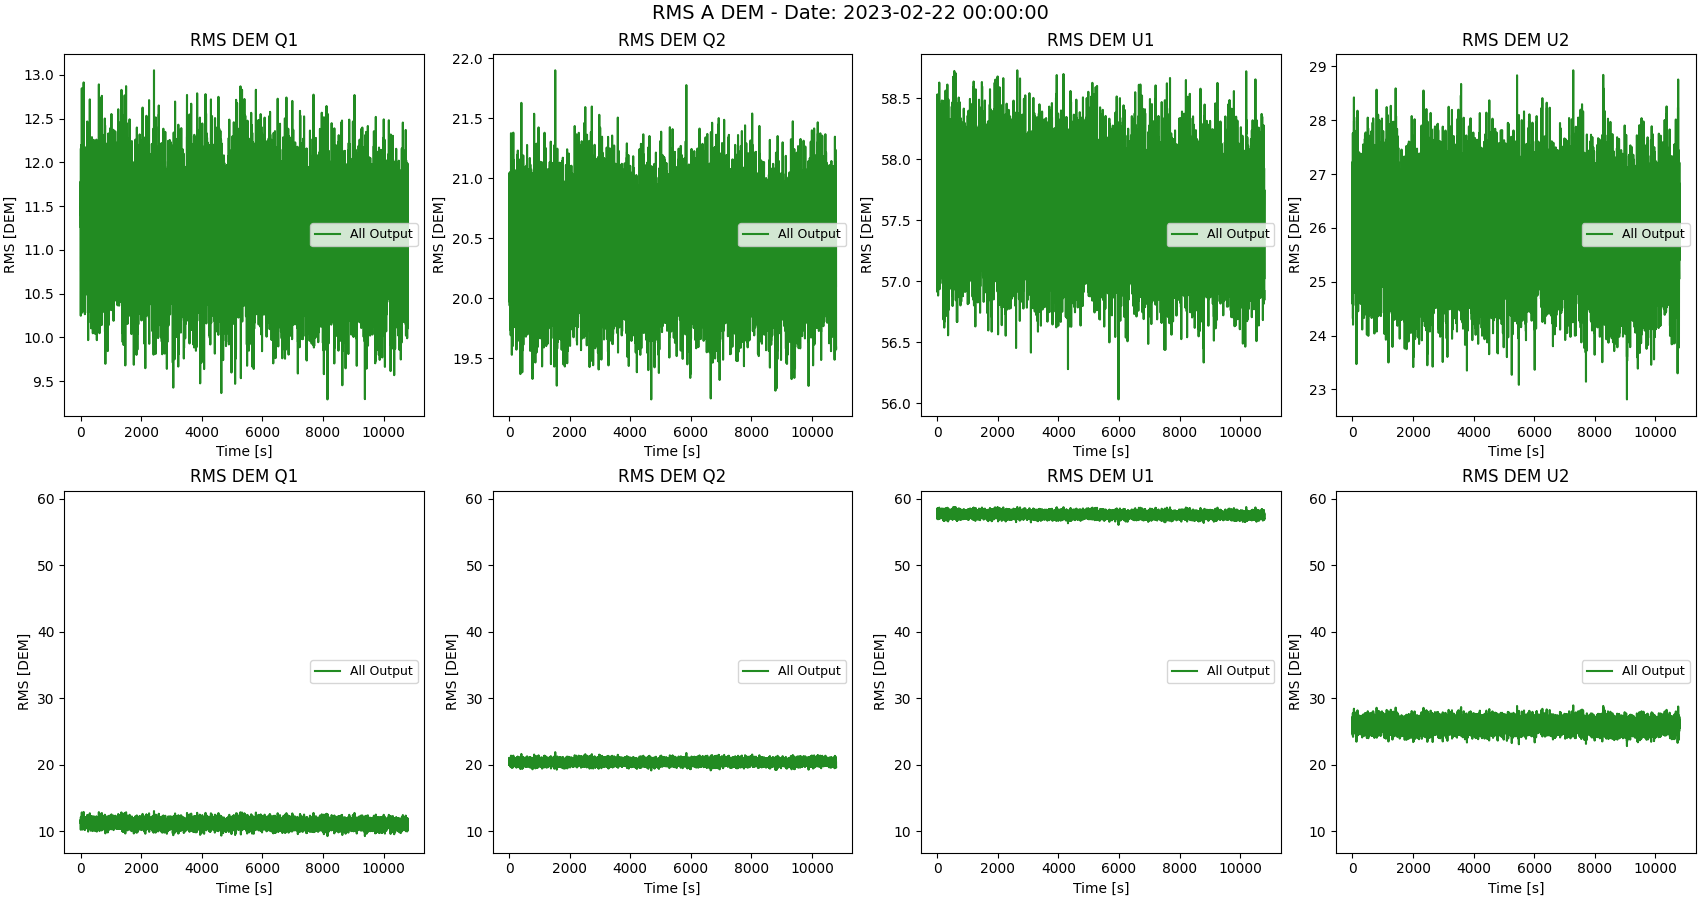 RMS A DEM - Date: 2023-02-22 00:00:00
RMS DEM Q1
RMS [DEM]
13.0
12.5
12.0
11.5
11.0
10.5
10.0
9.5
0 2000 4000 6000 8000 10000
Time [s]
All Output
RMS DEM Q2
RMS [DEM]
22.0
21.5
21.0
20.5
20.0
19.5
0 2000 4000 6000 8000 10000
Time [s]
All Output
RMS DEM U1
RMS [DEM]
58.5
58.0
57.5
57.0
56.5
56.0
0 2000 4000 6000 8000 10000
Time [s]
All Output
RMS DEM U2
RMS [DEM]
29
28
27
26
25
24
23
0 2000 4000 6000 8000 10000
Time [s]
All Output
RMS DEM Q1
RMS [DEM]
60
50
40
30
20
10
0 2000 4000 6000 8000 10000
Time [s]
All Output
RMS DEM Q2
RMS [DEM]
60
50
40
30
20
10
0 2000 4000 6000 8000 10000
Time [s]
All Output
RMS DEM U1
RMS [DEM]
60
50
40
30
20
10
0 2000 4000 6000 8000 10000
Time [s]
All Output
RMS DEM U2
RMS [DEM]
60
50
40
30
20
10
0 2000 4000 6000 8000 10000
Time [s]
All Output